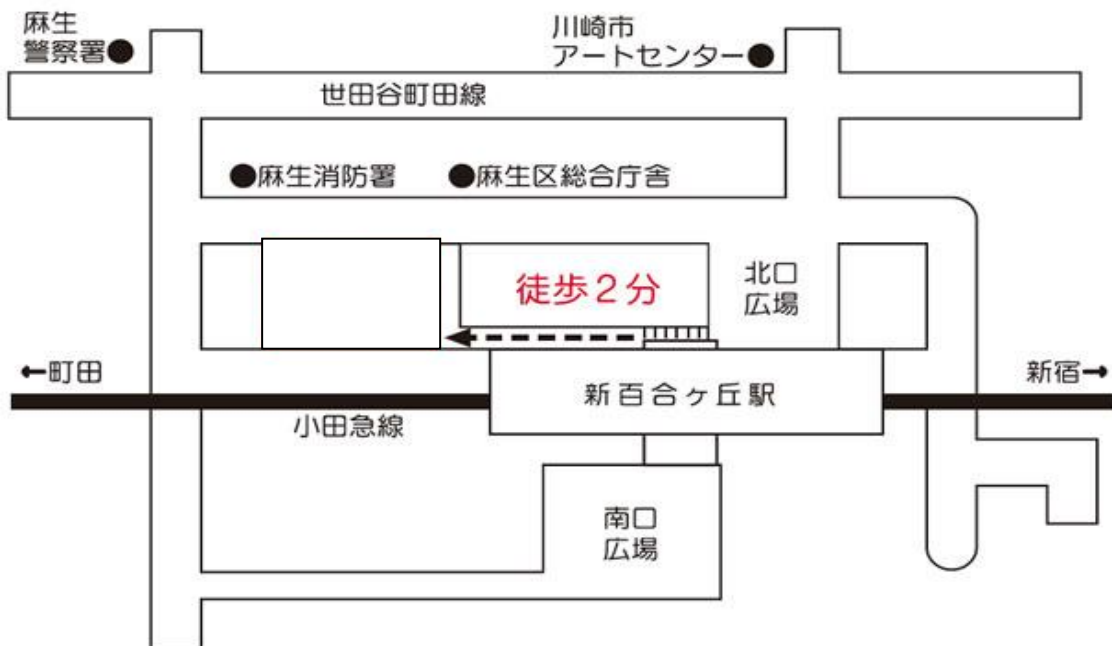 麻生
警察署●
川崎市
アートセンター●
世田谷町田線
●麻生消防署
●麻生区総合庁舎
徒歩2分
北口
広場
←町田
新宿→
新百合ヶ丘駅
小田急線
南口
広場